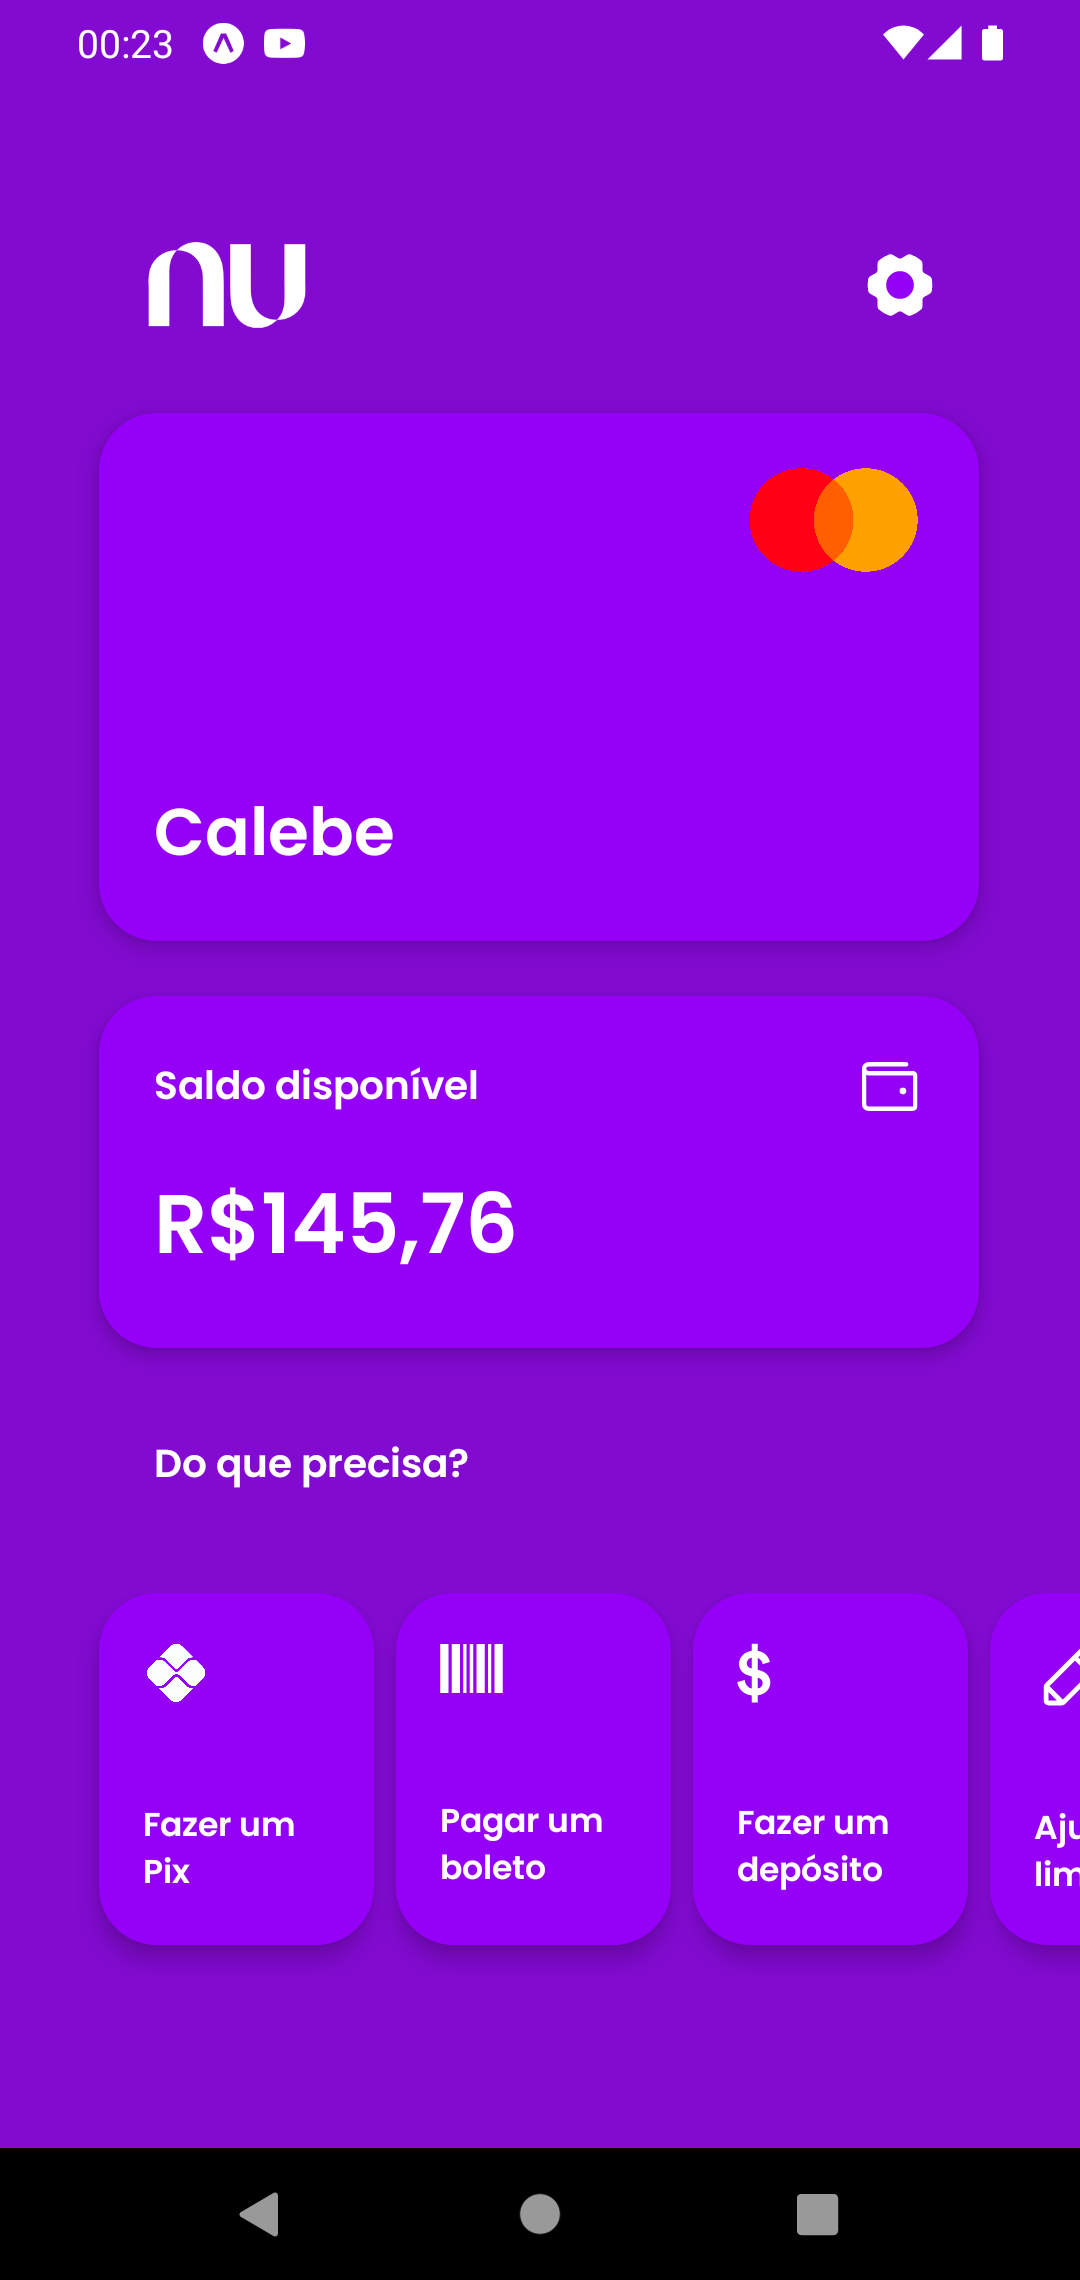 00:23
nu
Calebe
Saldo disponível
R$145,76
Do que precisa?
Fazer um
Pix
Pagar um
boleto
$
Fazer um
depósito
Aju
lim